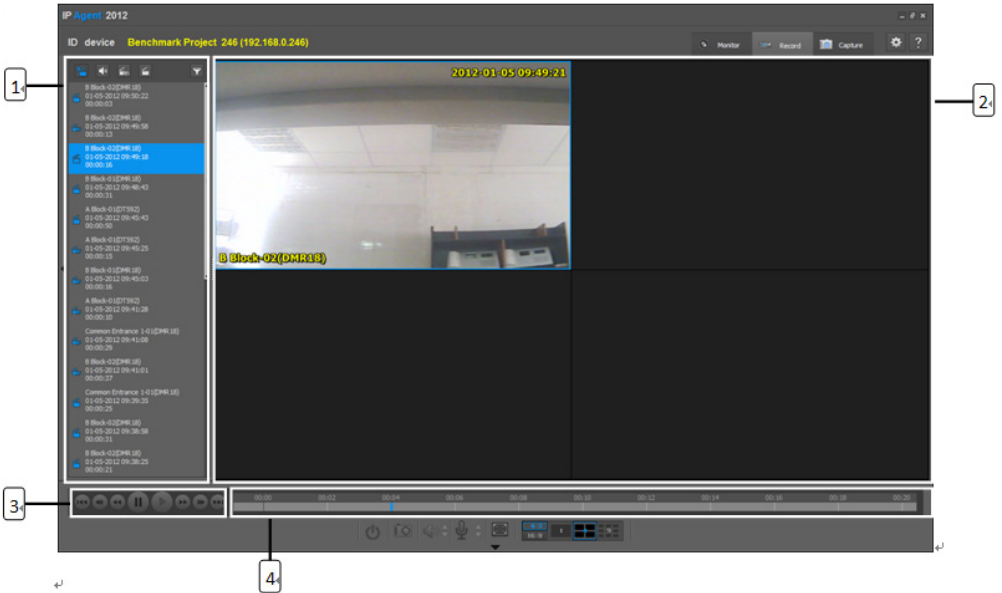 IP Agent 2012
ID device Benchmark Project 246 (192.168.0.246)
Monitor
Record
Capture
?
1
B Block-02(DMR18)
01-05-2012 09:50:22
00:00:03
B Block-02(DMR18)
01-05-2012 09:49:58
00:00:13
B Block-02(DMR18)
01-05-2012 09:49:18
00:00:16
B Block-01(DMR18)
01-05-2012 09:48:43
00:00:31
A Block-01(DT592)
01-05-2012 09:45:43
00:00:50
A Block-01(DT592)
01-05-2012 09:45:25
00:00:15
B Block-01(DMR18)
01-05-2012 09:45:03
00:00:16
A Block-01(DT592)
01-05-2012 09:41:28
00:00:10
Common Entrance 1-01(DMR18)
01-05-2012 09:41:08
00:00:29
B Block-02(DMR18)
01-05-2012 09:41:01
00:00:37
Common Entrance 1-01(DMR18)
01-05-2012 09:39:35
00:00:25
B Block-02(DMR18)
01-05-2012 09:38:58
00:00:31
B Block-02(DMR18)
01-05-2012 09:38:25
00:00:21
2012-01-05 09:49:21
B Block-02(DMR18)
2
3
00:00 00:02 00:04 00:06 00:08 00:10 00:12 00:14 00:16 00:18 00:20
4:3
16:9
1
4